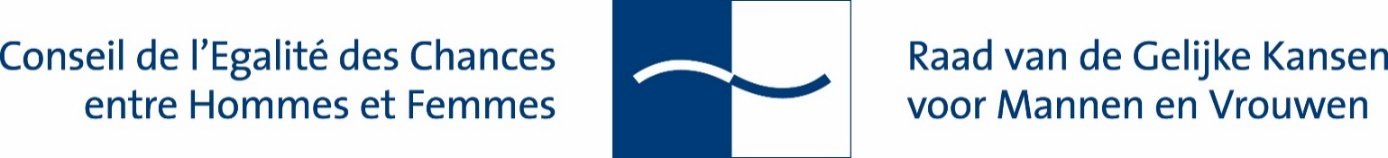 Conseil de l'Egalité des Chances
entre Hommes et Femmes
Raad van de Gelijke Kansen
voor Mannen en Vrouwen